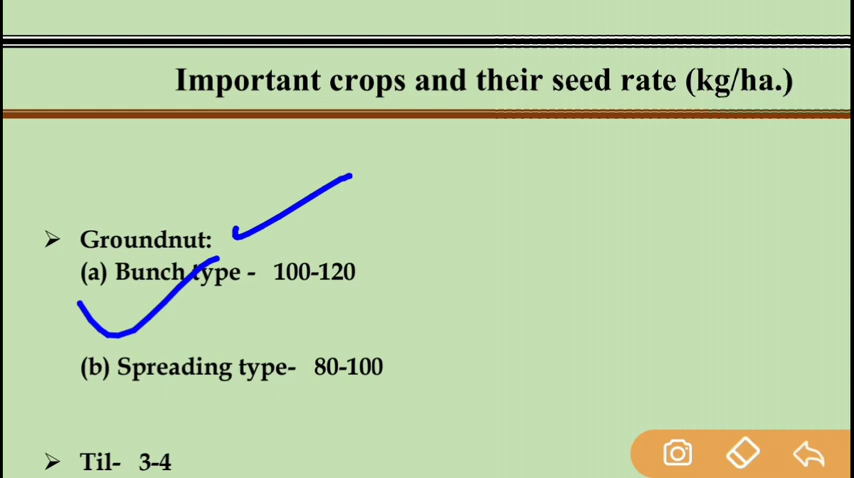 Important crops and their seed rate (kg/ha.)
➢ Groundnut:
(a) Bunch type - 100-120
(b) Spreading type- 80-100
➢ Til- 3-4